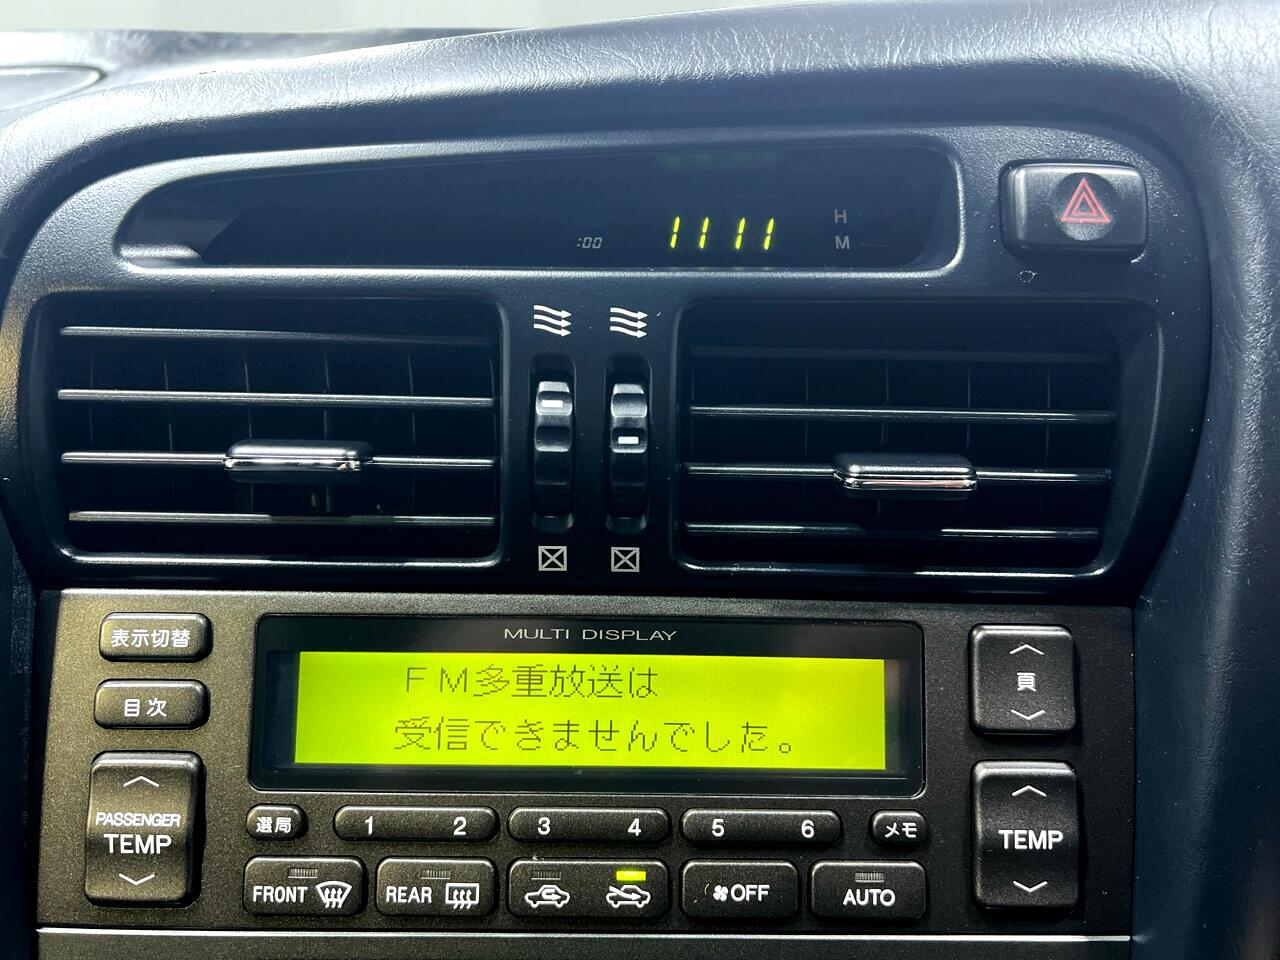 :00 11 11 H
M
MULTI DISPLAY
表示切替
目次
FM多重放送は
受信できませんでした。
頁
PASSENGER
TEMP
TEMP
選局 1 2 3 4 5 6 メモ
FRONT REAR OFF AUTO